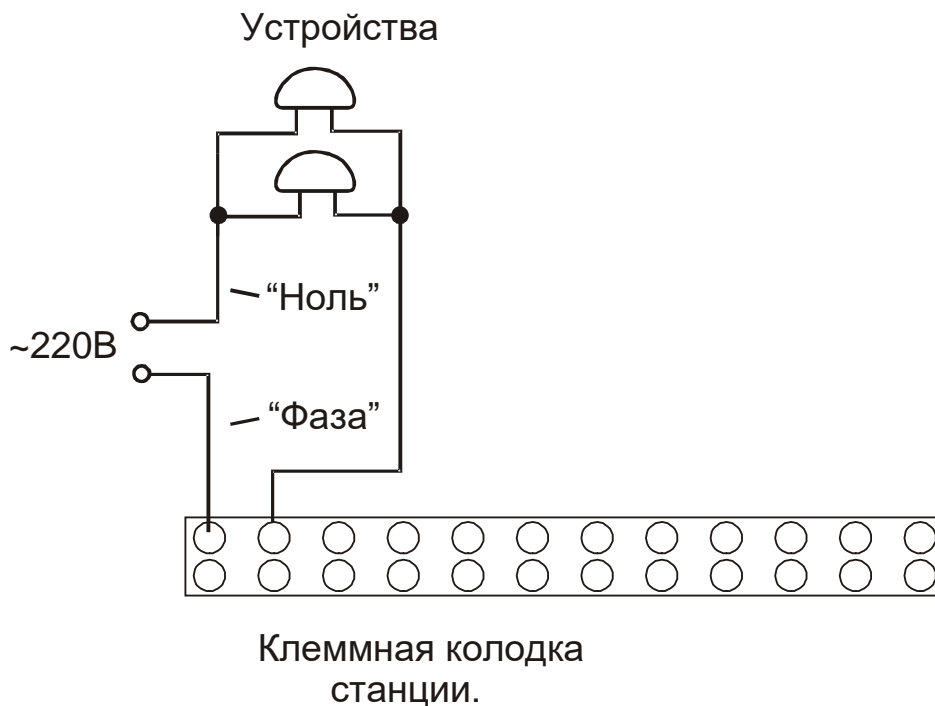 Устройства
“Ноль”
~220В
“Фаза”
Клеммная колодка
станции.